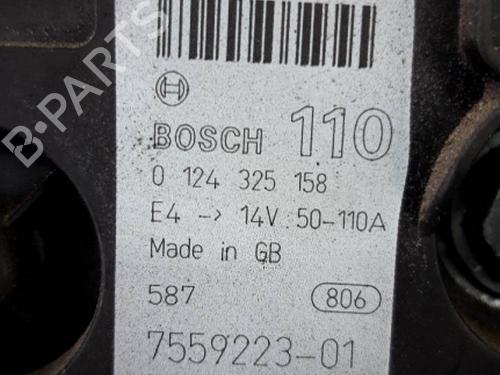 BOSCH 110
0 124 325 158
E4 -> 14V 50-110A
Made in GB
587 806
7559223-01
B-PARTS